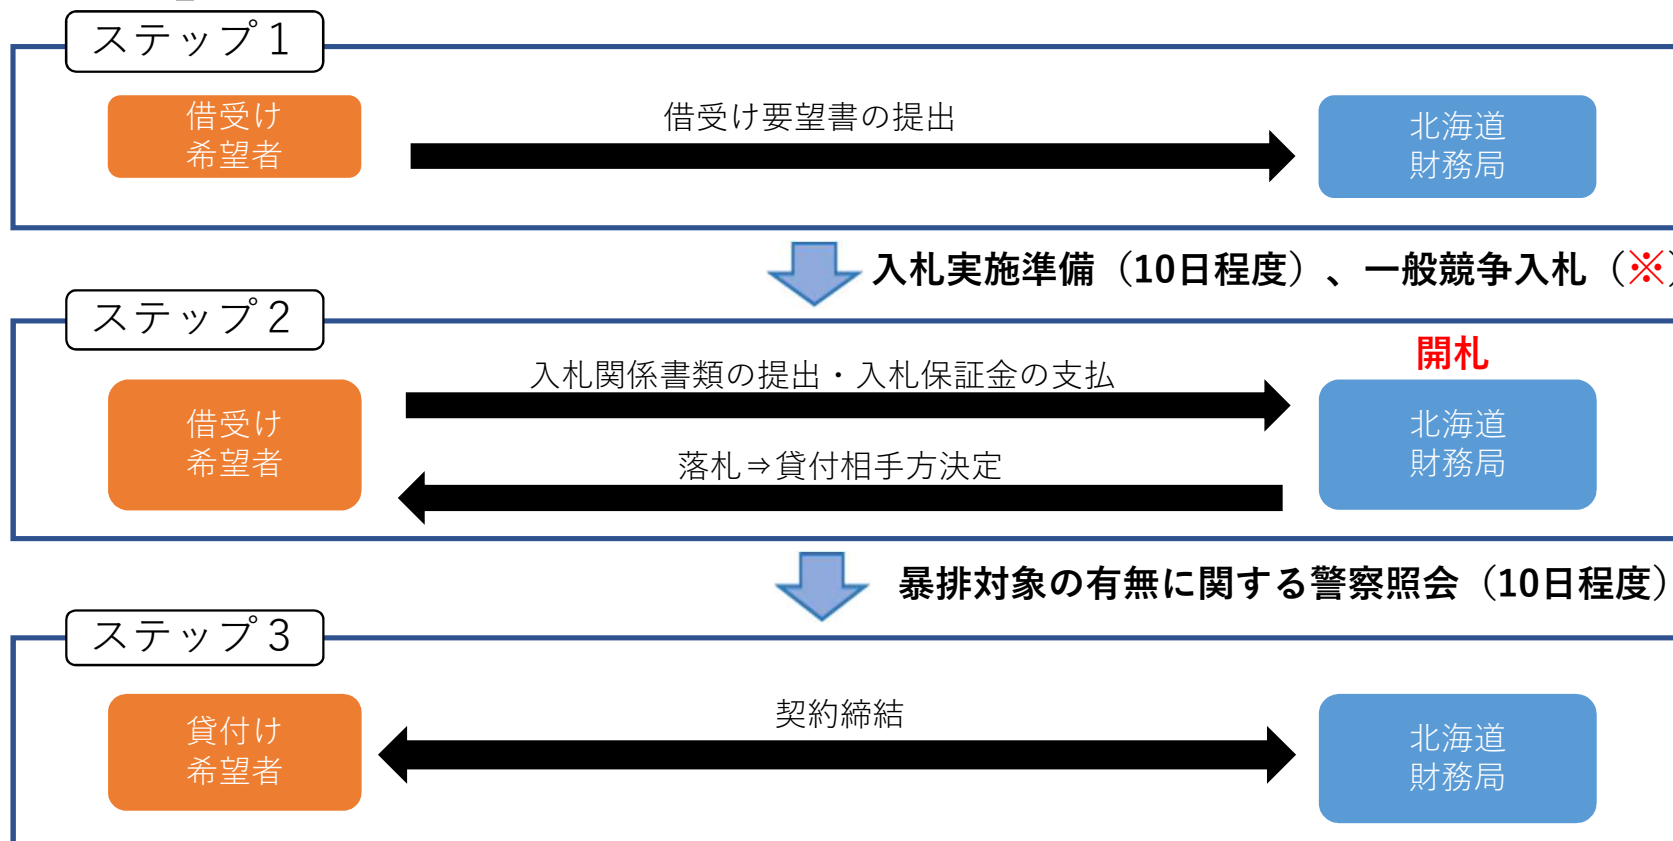 ステップ１
借受け
希望者
借受け要望書の提出
北海道
財務局
入札実施準備（10日程度）、一般競争入札（※）
ステップ２
開札
入札関係書類の提出・入札保証金の支払
借受け
希望者
北海道
財務局
落札⇒貸付相手方決定
暴排対象の有無に関する警察照会（10日程度）
ステップ３
貸付け
希望者
契約締結
北海道
財務局